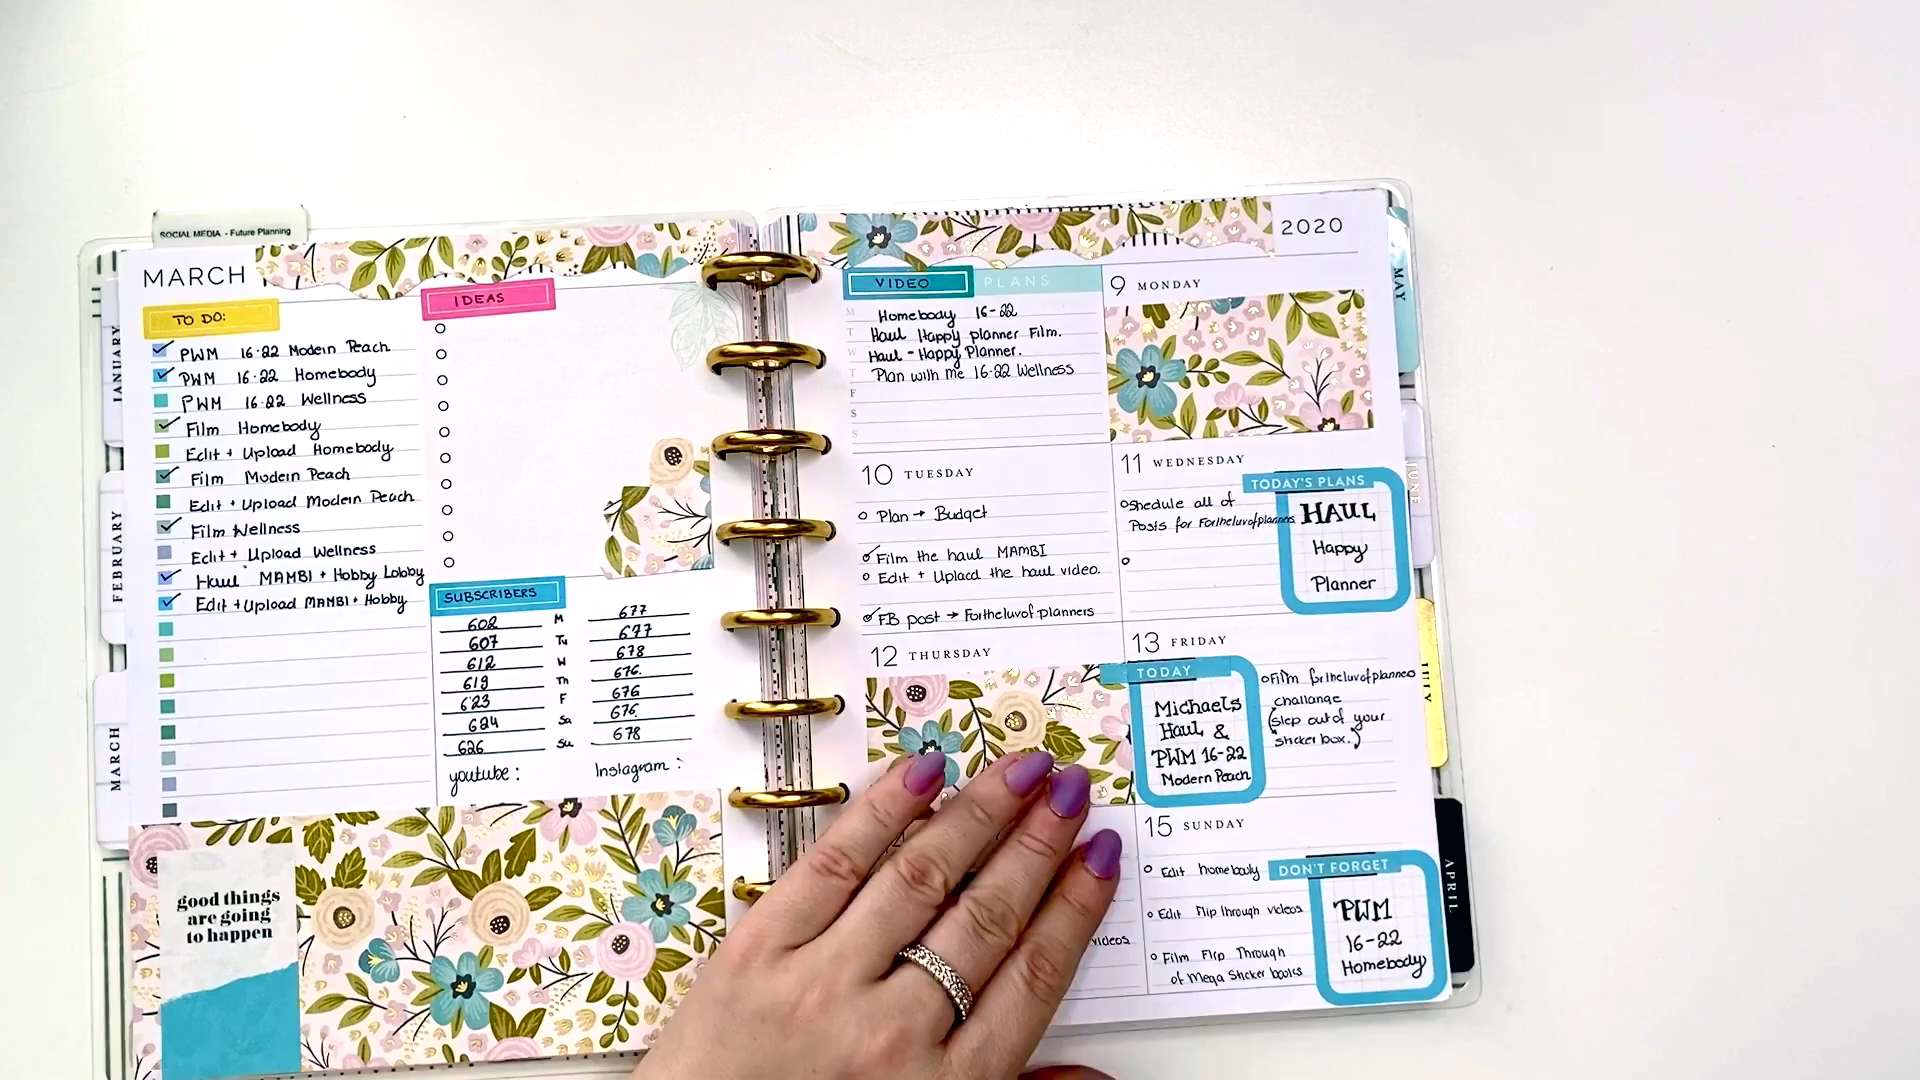 SOCIAL MEDIA - Future Planning
MARCH
TO DO:
PWM 16-22 Modern Peach
PWM 16-22 Homebody
PWM 16-22 Wellness
Film Homebody
Edit + Upload Homebody
Film Modern Peach
Edit + Upload Modern Peach
Film Wellness
Edit + Upload Wellness
Haul MAMBI + Hobby Lobby
Edit + Upload MAMBI + Hobby
IDEAS
SUBSCRIBERS
602 M 677
607 Tu 677
612 W 678
619 Th 676.
623 F 676
624 Sa 676.
626 Su 678
youtube : Instagram :
good things
are going
to happen
JANUARY
FEBRUARY
MARCH
2020
VIDEO PLANS
M Homebody 16-22
T Haul Happy planner Film.
W Haul - Happy Planner.
T Plan with me 16-22 Wellness
F
S
S
9 MONDAY
10 TUESDAY
Plan → Budget
Film the haul MAMBI
Edit + Upload the haul video.
FB post → Fortheluvofplanners
11 WEDNESDAY
Shedule all of
Posts for Fortheluvofplanners
TODAY'S PLANS
HAUL
Happy
Planner
12 THURSDAY
13 FRIDAY
TODAY
Michaels
Haul &
PWM 16-22
Modern Peach
Film fortheluvofplanners
challange
(step out of your
sticker box.)
videos
15 SUNDAY
Edit homebody
Edit Flip through videos
Film Flip Through
of Mega Sticker books
DON'T FORGET
PWM
16-22
Homebody
MAY
JUNE
JULY
APRIL